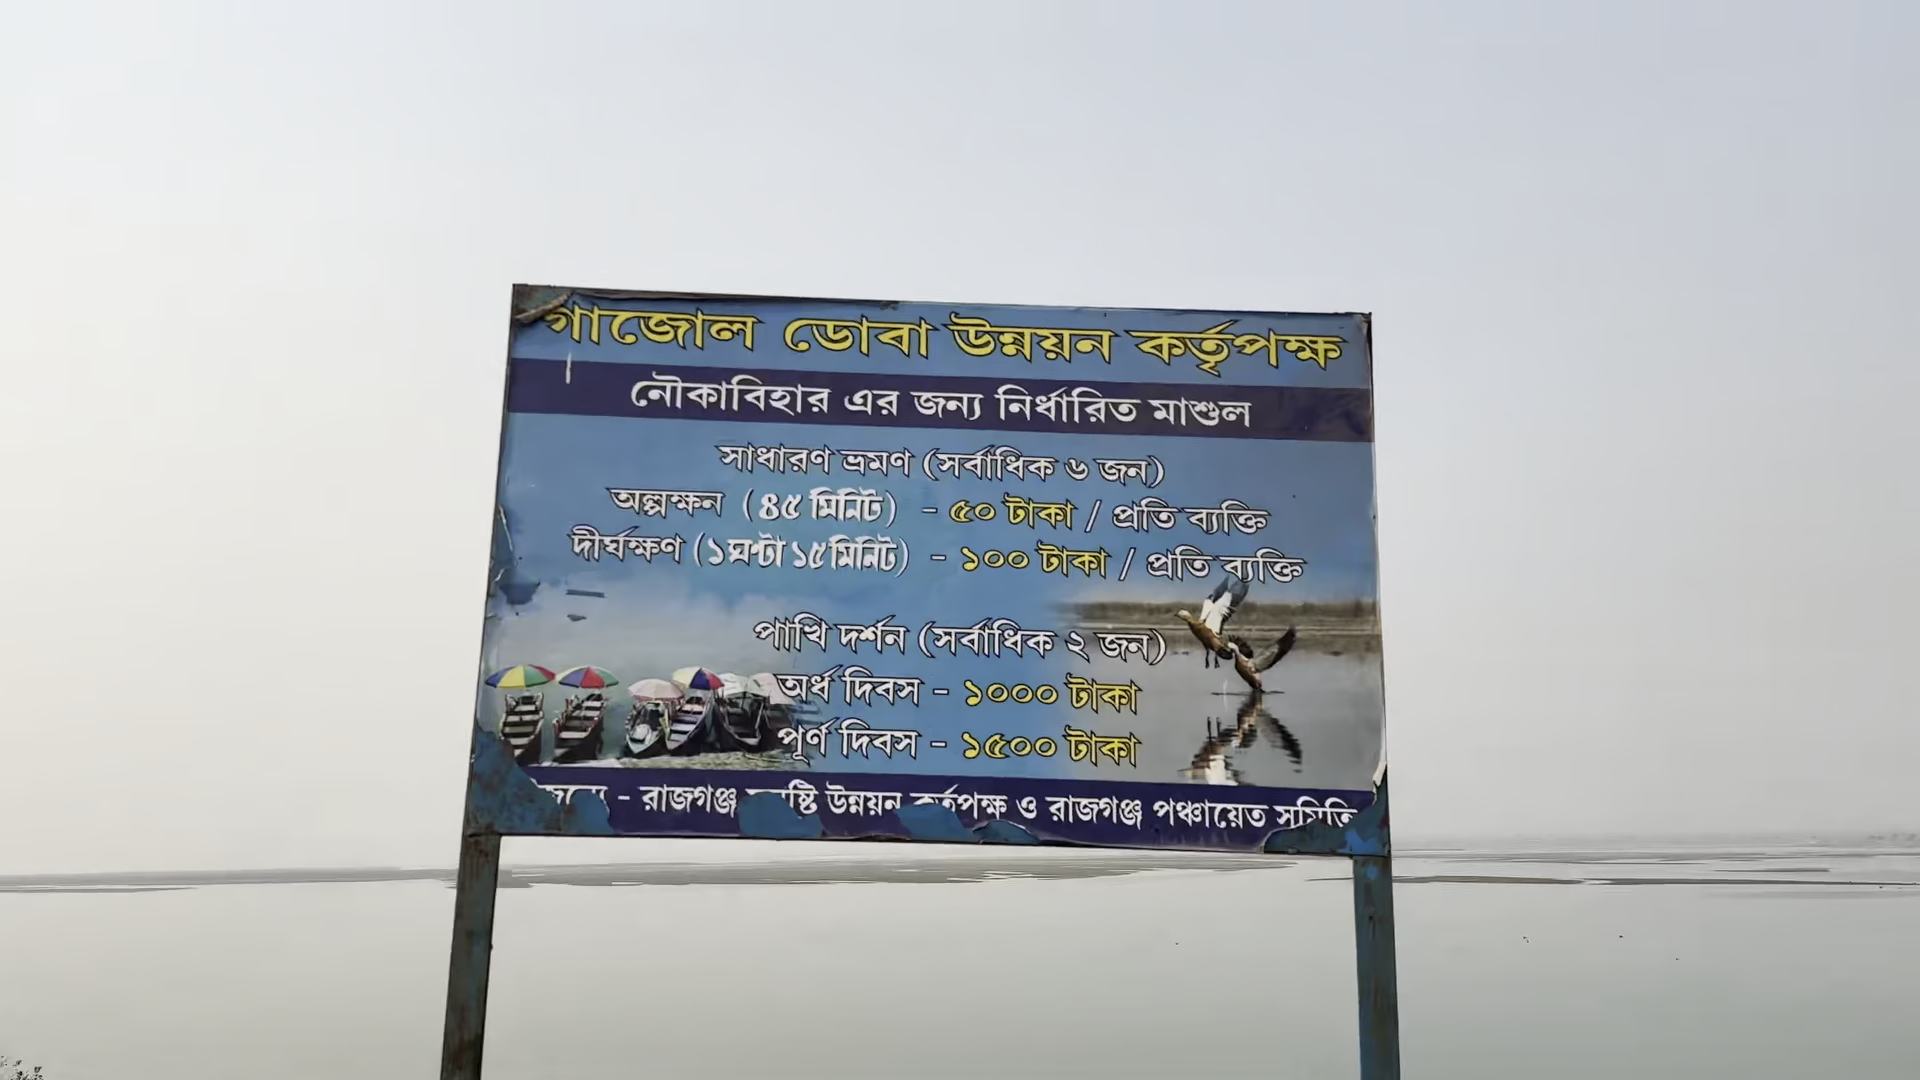 গাজোল ডোবা উন্নয়ন কর্তৃপক্ষ
নৌকাবিহার এর জন্য নির্ধারিত মাশুল
সাধারণ ভ্রমণ (সর্বাধিক ৬ জন)
অল্পক্ষন (৪৫ মিনিট) - ৫০ টাকা / প্রতি ব্যক্তি
দীর্ঘক্ষণ (১ঘণ্টা ১৫মিনিট) - ১০০ টাকা / প্রতি ব্যক্তি
পাখি দর্শন (সর্বাধিক ২ জন)
অর্ধ দিবস - ১০০০ টাকা
পূর্ণ দিবস - ১৫০০ টাকা
- রাজগঞ্জ উন্নয়ন কর্তৃপক্ষ ও রাজগঞ্জ পঞ্চায়েত সমিতি